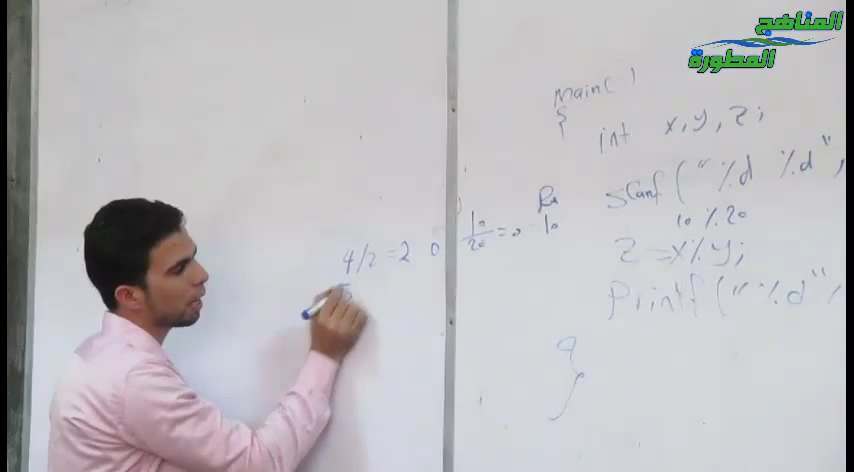 المناهج
المطورة
main( )
{
int x,y,z;
scanf("%d %d",
10 % 20
z = x%y;
printf("%d",
}
4/2 = 2 0
10/20 = 0 10